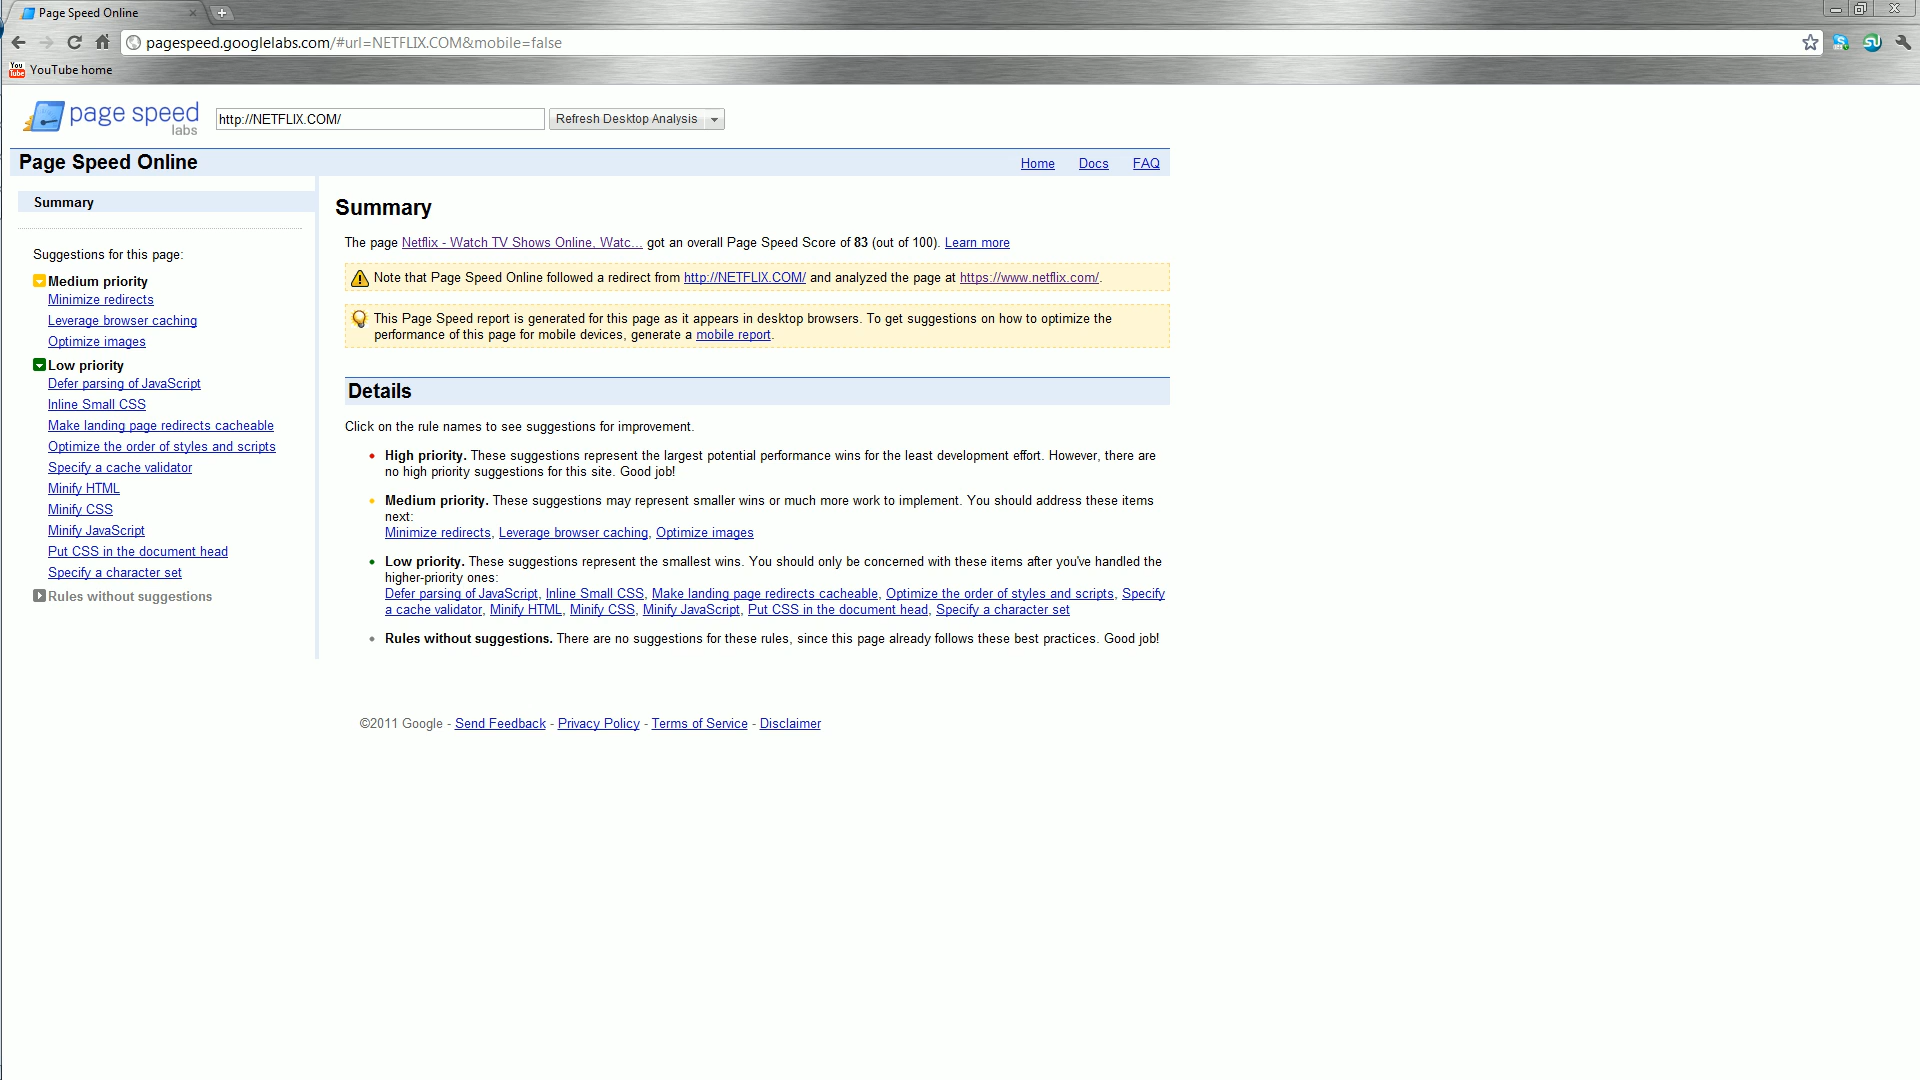 Page Speed Online
pagespeed.googlelabs.com/#url=NETFLIX.COM&mobile=false
You Tube YouTube home
page speed
labs
http://NETFLIX.COM/
Refresh Desktop Analysis
Page Speed Online
Home Docs FAQ
Summary
Suggestions for this page:
Medium priority
Minimize redirects
Leverage browser caching
Optimize images
Low priority
Defer parsing of JavaScript
Inline Small CSS
Make landing page redirects cacheable
Optimize the order of styles and scripts
Specify a cache validator
Minify HTML
Minify CSS
Minify JavaScript
Put CSS in the document head
Specify a character set
Rules without suggestions
Summary
The page Netflix - Watch TV Shows Online, Watc... got an overall Page Speed Score of 83 (out of 100). Learn more
Note that Page Speed Online followed a redirect from http://NETFLIX.COM/ and analyzed the page at https://www.netflix.com/.
This Page Speed report is generated for this page as it appears in desktop browsers. To get suggestions on how to optimize the
performance of this page for mobile devices, generate a mobile report.
Details
Click on the rule names to see suggestions for improvement.
High priority. These suggestions represent the largest potential performance wins for the least development effort. However, there are
no high priority suggestions for this site. Good job!
Medium priority. These suggestions may represent smaller wins or much more work to implement. You should address these items
next:
Minimize redirects, Leverage browser caching, Optimize images
Low priority. These suggestions represent the smallest wins. You should only be concerned with these items after you've handled the
higher-priority ones:
Defer parsing of JavaScript, Inline Small CSS, Make landing page redirects cacheable, Optimize the order of styles and scripts, Specify
a cache validator, Minify HTML, Minify CSS, Minify JavaScript, Put CSS in the document head, Specify a character set
Rules without suggestions. There are no suggestions for these rules, since this page already follows these best practices. Good job!
©2011 Google - Send Feedback - Privacy Policy - Terms of Service - Disclaimer